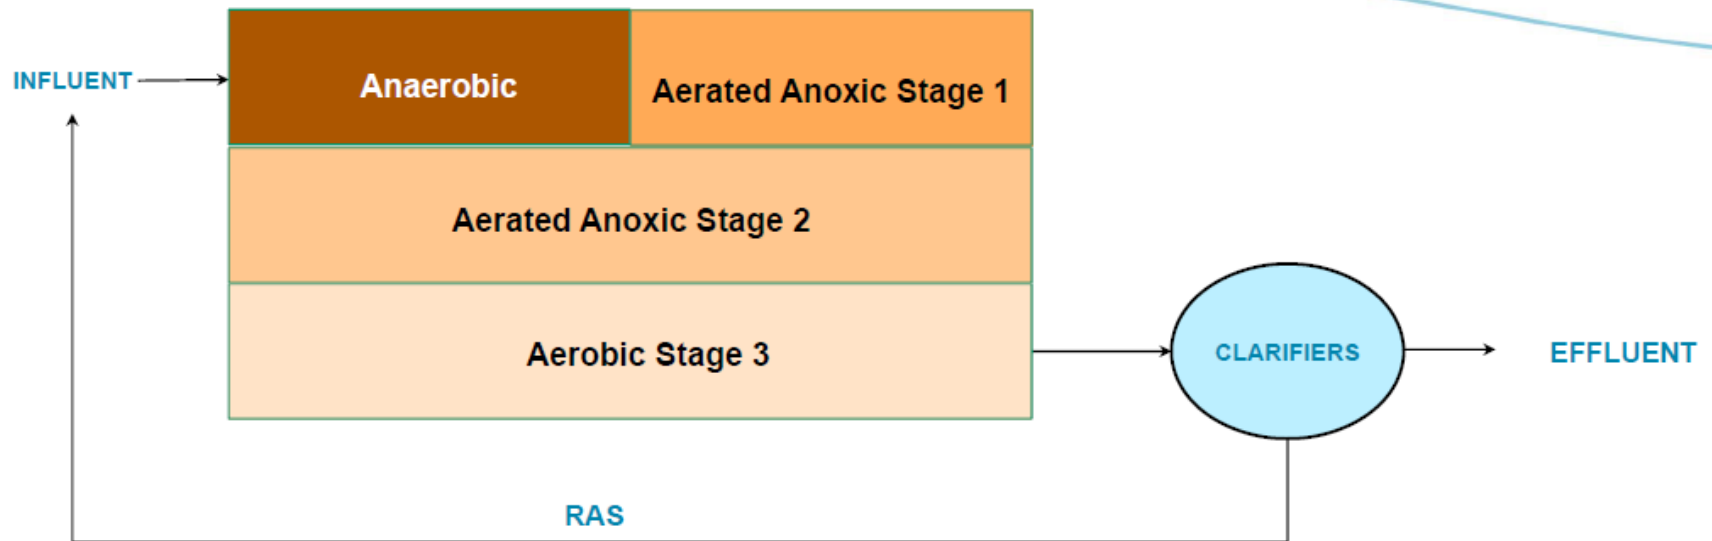 INFLUENT
Anaerobic
Aerated Anoxic Stage 1
Aerated Anoxic Stage 2
Aerobic Stage 3
CLARIFIERS
EFFLUENT
RAS